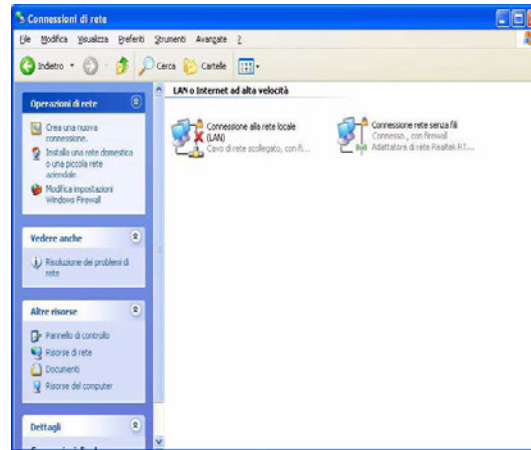 Connessioni di rete
File Modifica Visualizza Preferiti Strumenti Avanzate ?
Indietro Cerca Cartelle
Operazioni di rete
Crea una nuova
connessione.
Installa una rete domestica
o una piccola rete
aziendale
Modifica impostazioni
Windows Firewall
Vedere anche
Risoluzione dei problemi di
rete
Altre risorse
Pannello di controllo
Risorse di rete
Documenti
Risorse del computer
Dettagli
LAN o Internet ad alta velocità
Connessione alla rete locale
(LAN)
Cavo di rete scollegato, con fi...
Connessione rete senza fili
Connesso, con firewall
Adattatore di rete Realtek RT...